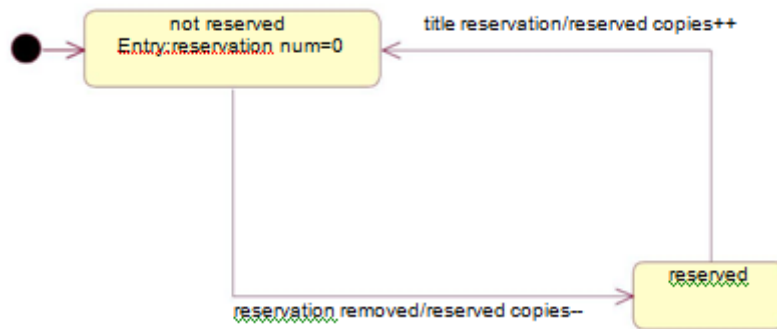 not reserved
Entry:reservation num=0
title reservation/reserved copies++
reserved
reservation removed/reserved copies--